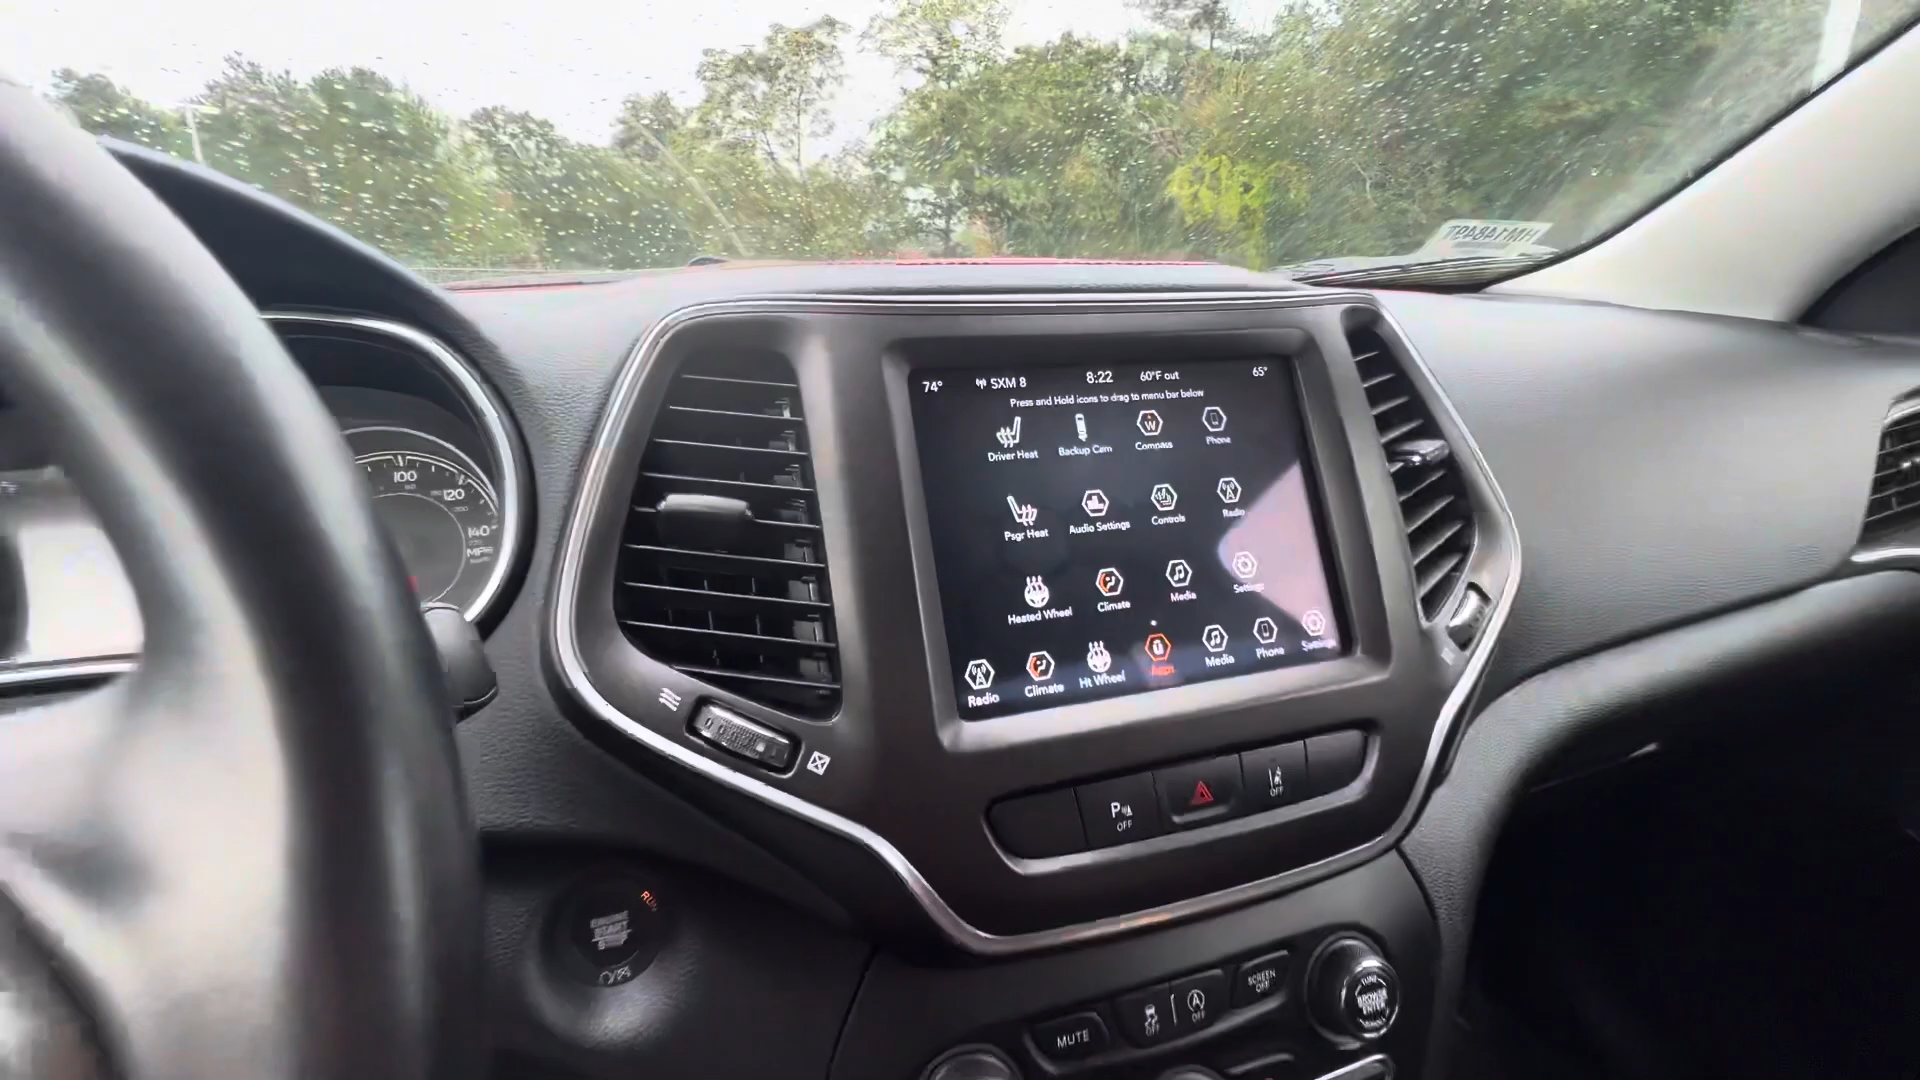 HM148491
74° SXM 8 8:22 60°F out 65°
Press and Hold icons to drag to menu bar below
Driver Heat Backup Cam Compass Phone
W
Psgr Heat Audio Settings Controls Radio
Heated Wheel Climate Media Settings
Radio Climate Ht Wheel Apps Media Phone Settings
100
120
140
MPH
P OFF
OFF
RUN
ENGINE
START
STOP
MUTE
OFF
A OFF
SCREEN
OFF
TUNE
BROWSE
ENTER